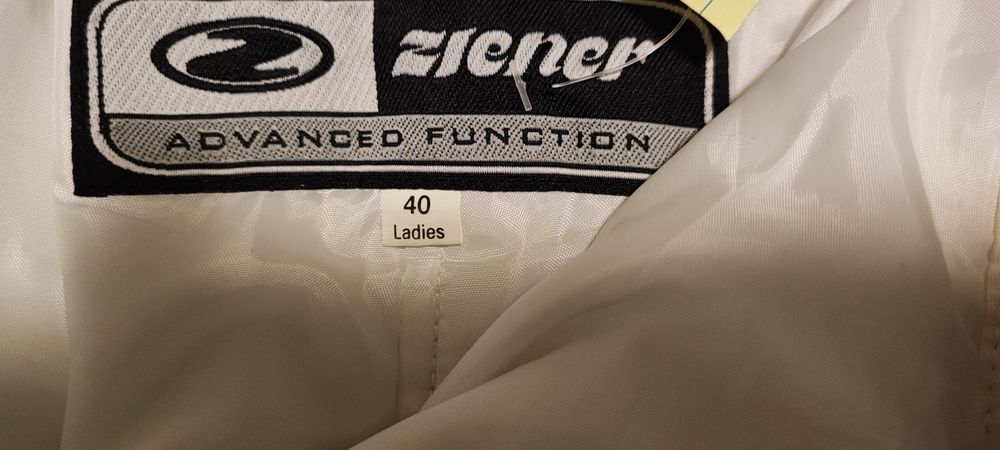 ziener
ADVANCED FUNCTION
40
Ladies